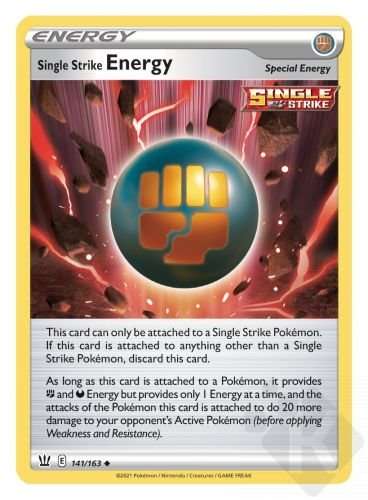 ENERGY
Single Strike Energy
Special Energy
SINGLE
STRIKE
This card can only be attached to a Single Strike Pokémon.
If this card is attached to anything other than a Single
Strike Pokémon, discard this card.
As long as this card is attached to a Pokémon, it provides
and Energy but provides only 1 Energy at a time, and the
attacks of the Pokémon this card is attached to do 20 more
damage to your opponent's Active Pokémon (before applying
Weakness and Resistance).
E 141/163
©2021 Pokémon / Nintendo / Creatures / GAME FREAK